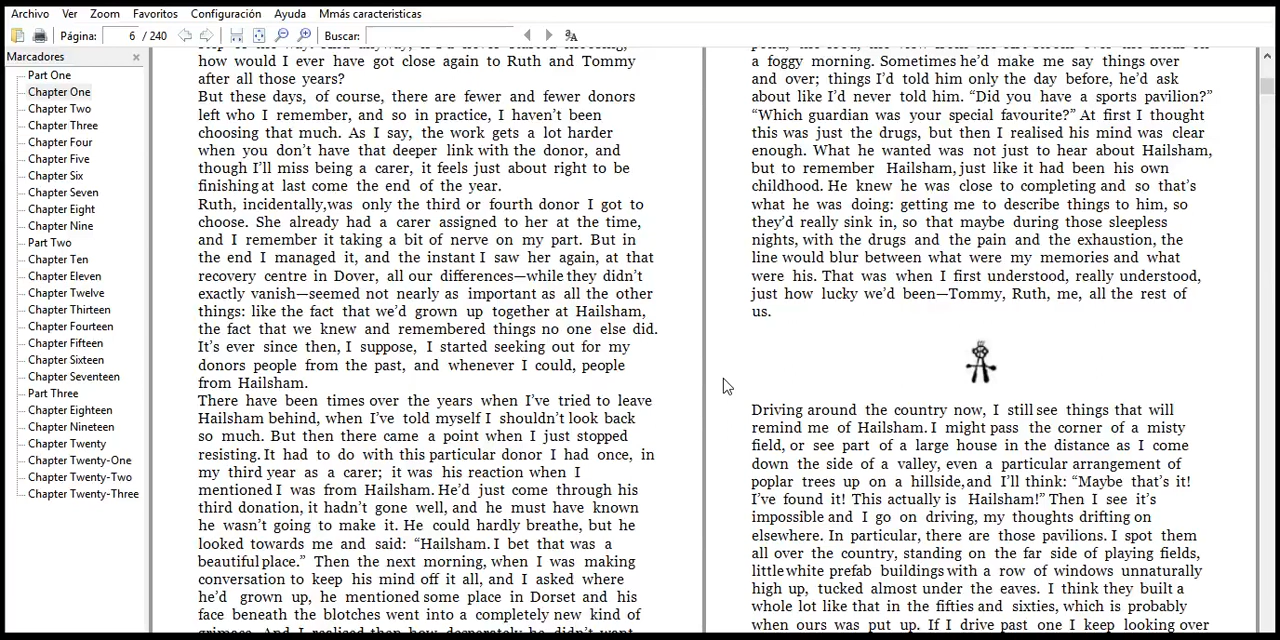 Archivo Ver Zoom Favoritos Configuración Ayuda Mmás caracteristicas
Página: 6 / 240 Buscar:
Marcadores
Part One
Chapter One
Chapter Two
Chapter Three
Chapter Four
Chapter Five
Chapter Six
Chapter Seven
Chapter Eight
Chapter Nine
Part Two
Chapter Ten
Chapter Eleven
Chapter Twelve
Chapter Thirteen
Chapter Fourteen
Chapter Fifteen
Chapter Sixteen
Chapter Seventeen
Part Three
Chapter Eighteen
Chapter Nineteen
Chapter Twenty
Chapter Twenty-One
Chapter Twenty-Two
Chapter Twenty-Three
how would I ever have got close again to Ruth and Tommy
after all those years?
But these days, of course, there are fewer and fewer donors
left who I remember, and so in practice, I haven't been
choosing that much. As I say, the work gets a lot harder
when you don't have that deeper link with the donor, and
though I'll miss being a carer, it feels just about right to be
finishing at last come the end of the year.
Ruth, incidentally,was only the third or fourth donor I got to
choose. She already had a carer assigned to her at the time,
and I remember it taking a bit of nerve on my part. But in
the end I managed it, and the instant I saw her again, at that
recovery centre in Dover, all our differences—while they didn't
exactly vanish—seemed not nearly as important as all the other
things: like the fact that we'd grown up together at Hailsham,
the fact that we knew and remembered things no one else did.
It's ever since then, I suppose, I started seeking out for my
donors people from the past, and whenever I could, people
from Hailsham.
There have been times over the years when I've tried to leave
Hailsham behind, when I've told myself I shouldn't look back
so much. But then there came a point when I just stopped
resisting. It had to do with this particular donor I had once, in
my third year as a carer; it was his reaction when I
mentioned I was from Hailsham. He'd just come through his
third donation, it hadn't gone well, and he must have known
he wasn't going to make it. He could hardly breathe, but he
looked towards me and said: “Hailsham. I bet that was a
beautiful place.” Then the next morning, when I was making
conversation to keep his mind off it all, and I asked where
he'd grown up, he mentioned some place in Dorset and his
face beneath the blotches went into a completely new kind of
a foggy morning. Sometimes he'd make me say things over
and over; things I'd told him only the day before, he'd ask
about like I'd never told him. “Did you have a sports pavilion?”
“Which guardian was your special favourite?” At first I thought
this was just the drugs, but then I realised his mind was clear
enough. What he wanted was not just to hear about Hailsham,
but to remember Hailsham, just like it had been his own
childhood. He knew he was close to completing and so that's
what he was doing: getting me to describe things to him, so
they'd really sink in, so that maybe during those sleepless
nights, with the drugs and the pain and the exhaustion, the
line would blur between what were my memories and what
were his. That was when I first understood, really understood,
just how lucky we'd been—Tommy, Ruth, me, all the rest of
us.
Driving around the country now, I still see things that will
remind me of Hailsham. I might pass the corner of a misty
field, or see part of a large house in the distance as I come
down the side of a valley, even a particular arrangement of
poplar trees up on a hillside,and I'll think: “Maybe that's it!
I've found it! This actually is Hailsham!” Then I see it's
impossible and I go on driving, my thoughts drifting on
elsewhere. In particular, there are those pavilions. I spot them
all over the country, standing on the far side of playing fields,
little white prefab buildings with a row of windows unnaturally
high up, tucked almost under the eaves. I think they built a
whole lot like that in the fifties and sixties, which is probably
when ours was put up. If I drive past one I keep looking over